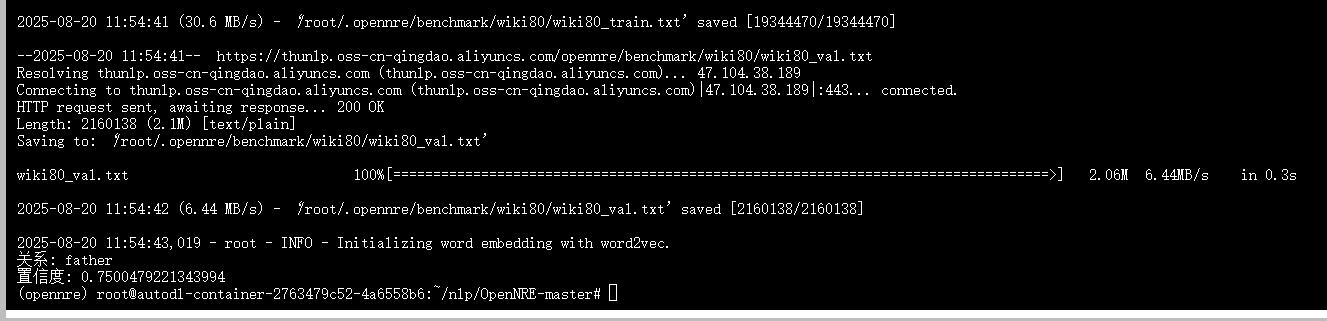 2025-08-20 11:54:41 (30.6 MB/s) - ‘/root/.opennre/benchmark/wiki80/wiki80_train.txt’ saved [19344470/19344470]
--2025-08-20 11:54:41-- https://thunlp.oss-cn-qingdao.aliyuncs.com/opennre/benchmark/wiki80/wiki80_val.txt
Resolving thunlp.oss-cn-qingdao.aliyuncs.com (thunlp.oss-cn-qingdao.aliyuncs.com)... 47.104.38.189
Connecting to thunlp.oss-cn-qingdao.aliyuncs.com (thunlp.oss-cn-qingdao.aliyuncs.com)|47.104.38.189|:443... connected.
HTTP request sent, awaiting response... 200 OK
Length: 2160138 (2.1M) [text/plain]
Saving to: ‘/root/.opennre/benchmark/wiki80/wiki80_val.txt’
wiki80_val.txt 100%[===================================================================================>] 2.06M 6.44MB/s in 0.3s
2025-08-20 11:54:42 (6.44 MB/s) - ‘/root/.opennre/benchmark/wiki80/wiki80_val.txt’ saved [2160138/2160138]
2025-08-20 11:54:43,019 - root - INFO - Initializing word embedding with word2vec.
关系: father
置信度: 0.7500479221343994
(opennre) root@autodl-container-2763479c52-4a6558b6:~/nlp/OpenNRE-master#